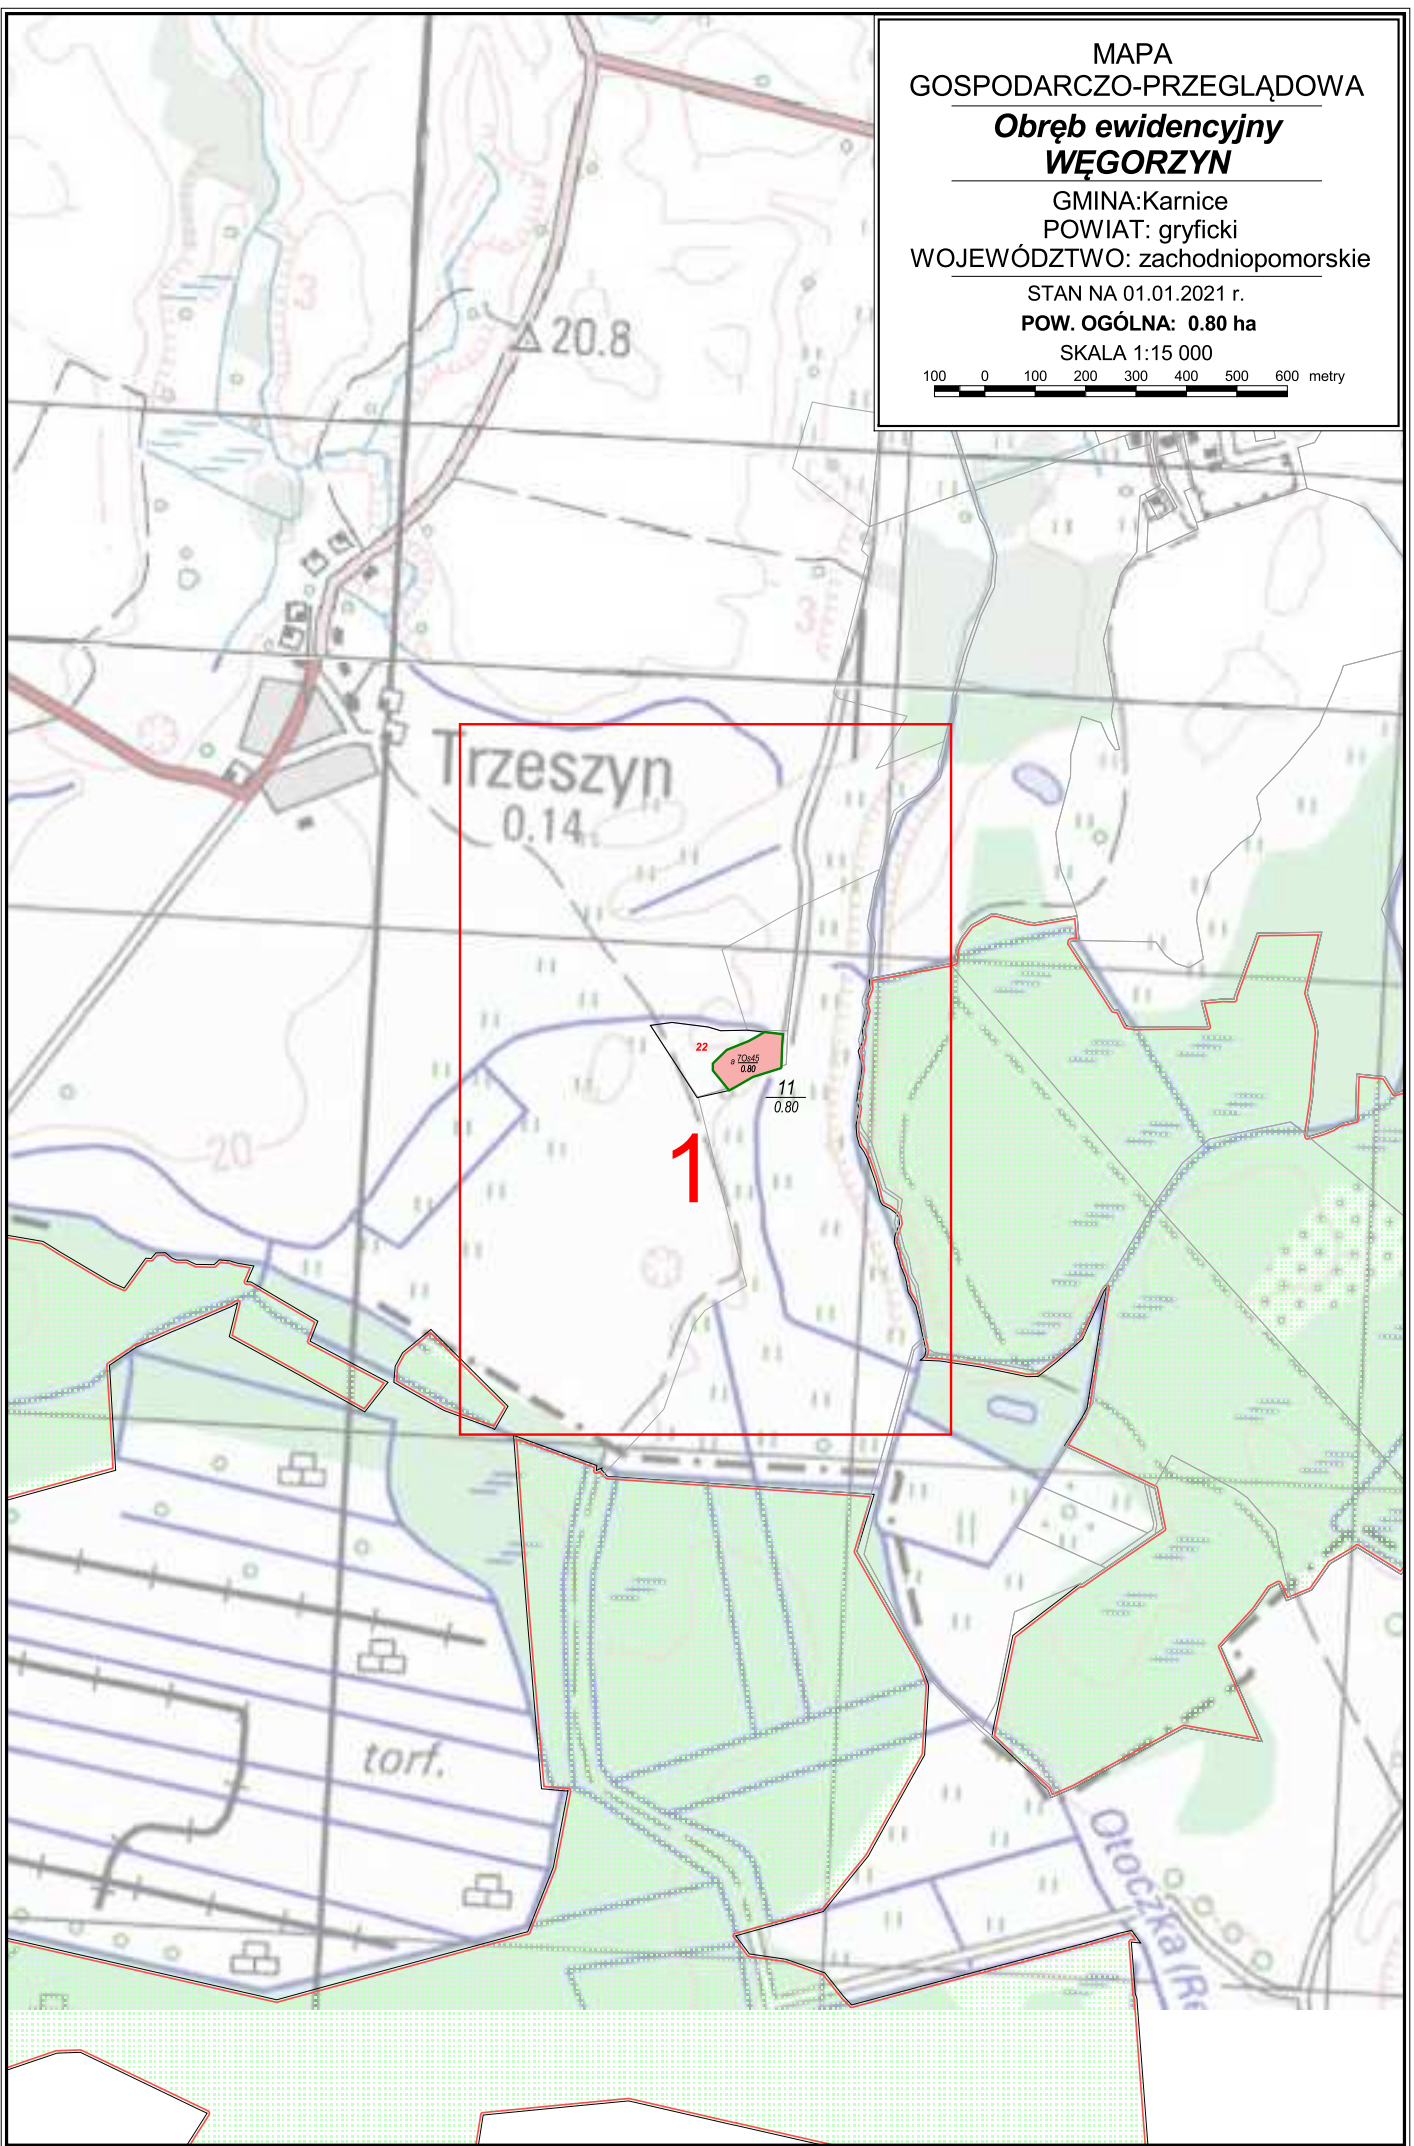 MAPA
GOSPODARCZO-PRZEGLĄDOWA
Obręb ewidencyjny
WĘGORZYN
GMINA:Karnice
POWIAT: gryficki
WOJEWÓDZTWO: zachodniopomorskie
STAN NA 01.01.2021 r.
POW. OGÓLNA: 0.80 ha
SKALA 1:15 000
100 0 100 200 300 400 500 600 metry
3
20.8
3
Trzeszyn
0.14
22
a 7Os45
0.80
11
0.80
1
20
torf.
Otoczka (Re